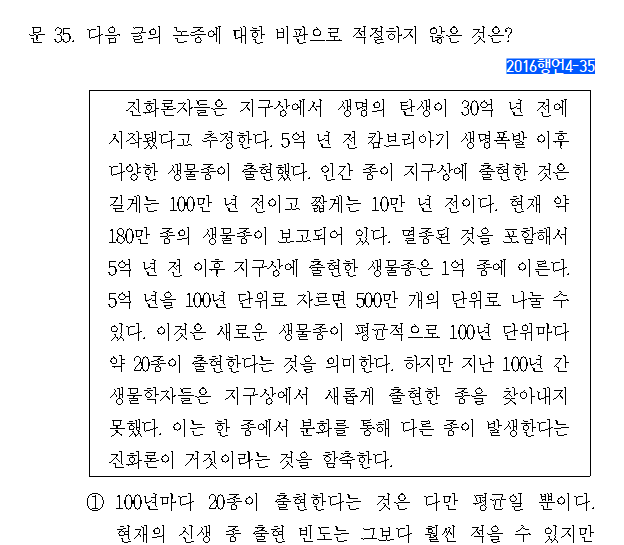 문 35. 다음 글의 논증에 대한 비판으로 적절하지 않은 것은?
2016행언4-35
진화론자들은 지구상에서 생명의 탄생이 30억 년 전에
시작됐다고 추정한다. 5억 년 전 캄브리아기 생명폭발 이후
다양한 생물종이 출현했다. 인간 종이 지구상에 출현한 것은
길게는 100만 년 전이고 짧게는 10만 년 전이다. 현재 약
180만 종의 생물종이 보고되어 있다. 멸종된 것을 포함해서
5억 년 전 이후 지구상에 출현한 생물종은 1억 종에 이른다.
5억 년을 100년 단위로 자르면 500만 개의 단위로 나눌 수
있다. 이것은 새로운 생물종이 평균적으로 100년 단위마다
약 20종이 출현한다는 것을 의미한다. 하지만 지난 100년 간
생물학자들은 지구상에서 새롭게 출현한 종을 찾아내지
못했다. 이는 한 종에서 분화를 통해 다른 종이 발생한다는
진화론이 거짓이라는 것을 함축한다.
① 100년마다 20종이 출현한다는 것은 다만 평균일 뿐이다.
현재의 신생 종 출현 빈도는 그보다 훨씬 적을 수 있지만